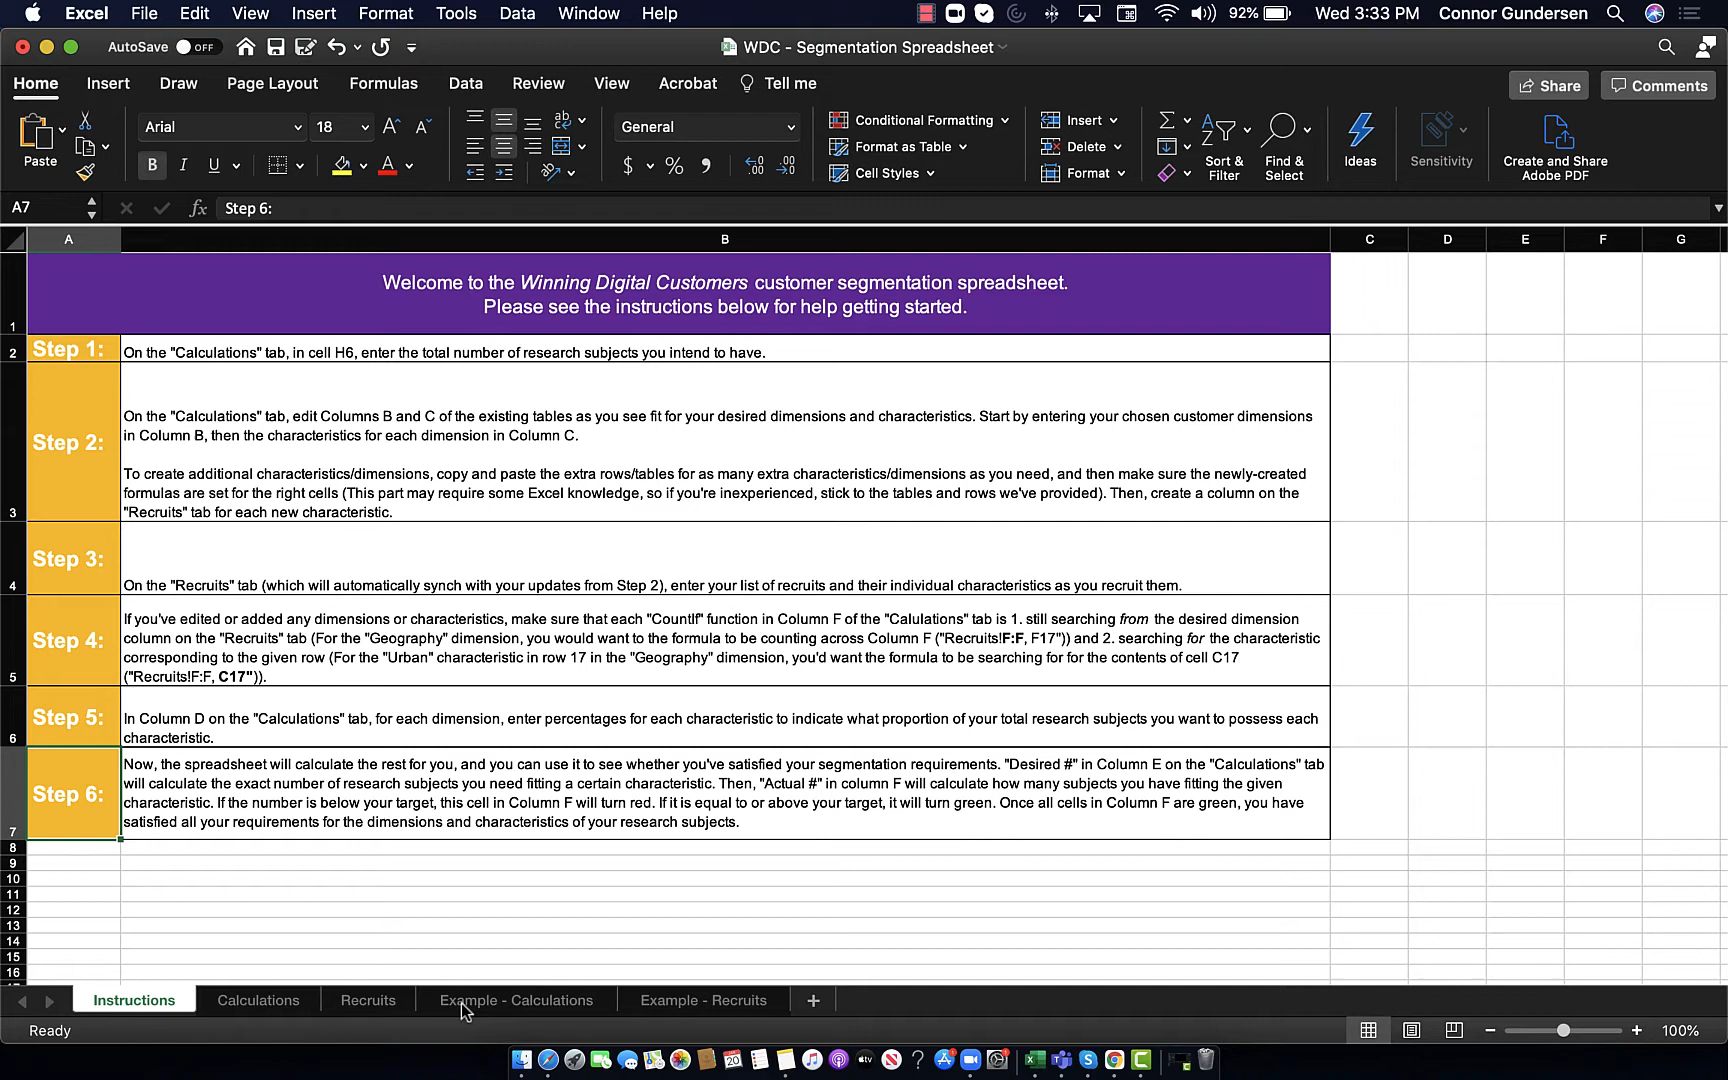 Excel File Edit View Insert Format Tools Data Window Help 92% Wed 3:33 PM Connor Gundersen
AutoSave OFF WDC - Segmentation Spreadsheet
Home Insert Draw Page Layout Formulas Data Review View Acrobat Tell me Share Comments
Arial 18 General Conditional Formatting Insert
Paste Format as Table Delete Sort & Filter Find & Select Ideas Sensitivity Create and Share Adobe PDF
Cell Styles Format
A7 fx Step 6:
A B C D E F G
Welcome to the Winning Digital Customers customer segmentation spreadsheet.
Please see the instructions below for help getting started.
1
2 Step 1: On the "Calculations" tab, in cell H6, enter the total number of research subjects you intend to have.
On the "Calculations" tab, edit Columns B and C of the existing tables as you see fit for your desired dimensions and characteristics. Start by entering your chosen customer dimensions
Step 2: in Column B, then the characteristics for each dimension in Column C.
To create additional characteristics/dimensions, copy and paste the extra rows/tables for as many extra characteristics/dimensions as you need, and then make sure the newly-created
formulas are set for the right cells (This part may require some Excel knowledge, so if you're inexperienced, stick to the tables and rows we've provided). Then, create a column on the
3 "Recruits" tab for each new characteristic.
Step 3:
4 On the "Recruits" tab (which will automatically synch with your updates from Step 2), enter your list of recruits and their individual characteristics as you recruit them.
If you've edited or added any dimensions or characteristics, make sure that each "CountIf" function in Column F of the "Calulations" tab is 1. still searching from the desired dimension
Step 4: column on the "Recruits" tab (For the "Geography" dimension, you would want to the formula to be counting across Column F ("Recruits!F:F, F17")) and 2. searching for the characteristic
corresponding to the given row (For the "Urban" characteristic in row 17 in the "Geography" dimension, you'd want the formula to be searching for for the contents of cell C17
5 ("Recruits!F:F, C17")).
Step 5: In Column D on the "Calculations" tab, for each dimension, enter percentages for each characteristic to indicate what proportion of your total research subjects you want to possess each
6 characteristic.
Now, the spreadsheet will calculate the rest for you, and you can use it to see whether you've satisfied your segmentation requirements. "Desired #" in Column E on the "Calculations" tab
will calculate the exact number of research subjects you need fitting a certain characteristic. Then, "Actual #" in column F will calculate how many subjects you have fitting the given
Step 6: characteristic. If the number is below your target, this cell in Column F will turn red. If it is equal to or above your target, it will turn green. Once all cells in Column F are green, you have
7 satisfied all your requirements for the dimensions and characteristics of your research subjects.
8
9
10
11
12
13
14
15
16
Instructions Calculations Recruits Example - Calculations Example - Recruits +
Ready 100%